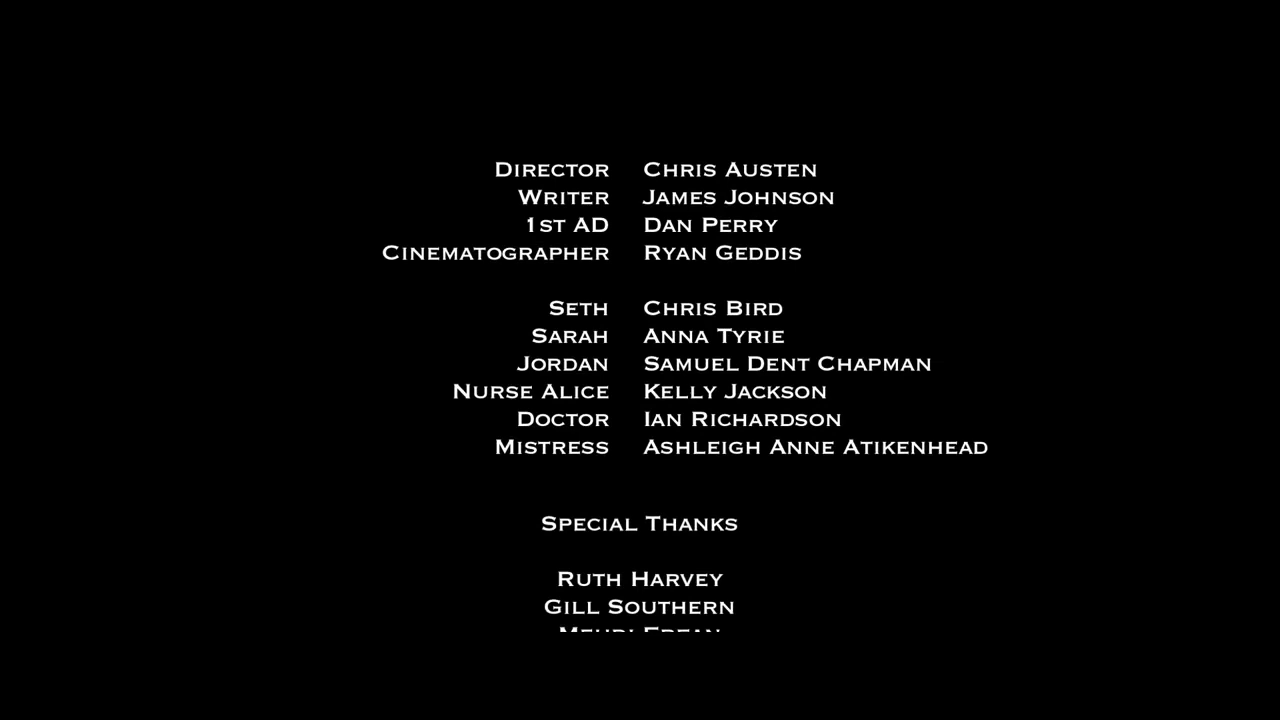 Director Chris Austen
Writer James Johnson
1st AD Dan Perry
Cinematographer Ryan Geddis
Seth Chris Bird
Sarah Anna Tyrie
Jordan Samuel Dent Chapman
Nurse Alice Kelly Jackson
Doctor Ian Richardson
Mistress Ashleigh Anne Atikenhead
Special Thanks
Ruth Harvey
Gill Southern